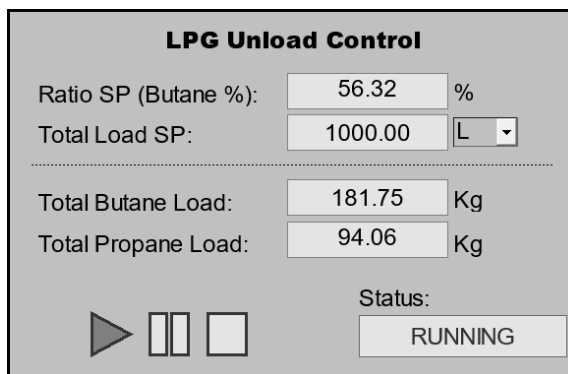 LPG Unload Control
Ratio SP (Butane %): 56.32 %
Total Load SP: 1000.00 L
Total Butane Load: 181.75 Kg
Total Propane Load: 94.06 Kg
Status:
RUNNING